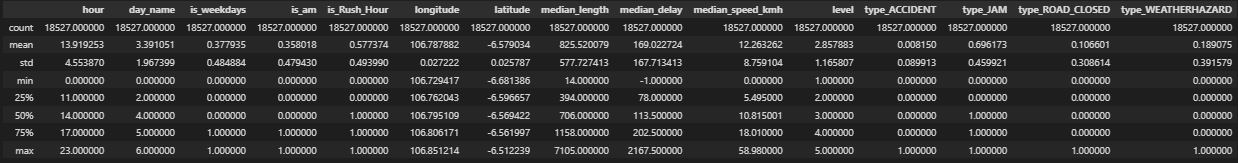 hour day_name is_weekdays is_am is_Rush_Hour longitude latitude median_length median_delay median_speed_kmh level type_ACCIDENT type_JAM type_ROAD_CLOSED type_WEATHERHAZARD
count 18527.000000 18527.000000 18527.000000 18527.000000 18527.000000 18527.000000 18527.000000 18527.000000 18527.000000 18527.000000 18527.000000 18527.000000 18527.000000 18527.000000 18527.000000
mean 13.919253 3.391051 0.377935 0.358018 0.577374 106.787882 -6.579034 825.520079 169.022724 12.263262 2.857883 0.008150 0.696173 0.106601 0.189075
std 4.553870 1.967399 0.484884 0.479430 0.493990 0.027222 0.025787 577.727413 167.713413 8.759104 1.165807 0.089913 0.459921 0.308614 0.391579
min 0.000000 0.000000 0.000000 0.000000 0.000000 106.729417 -6.681386 14.000000 -1.000000 0.000000 1.000000 0.000000 0.000000 0.000000 0.000000
25% 11.000000 2.000000 0.000000 0.000000 0.000000 106.762043 -6.596657 394.000000 78.000000 5.495000 2.000000 0.000000 0.000000 0.000000 0.000000
50% 14.000000 4.000000 0.000000 0.000000 1.000000 106.795109 -6.569422 706.000000 113.500000 10.815001 3.000000 0.000000 1.000000 0.000000 0.000000
75% 17.000000 5.000000 1.000000 1.000000 1.000000 106.806171 -6.561997 1158.000000 202.500000 18.010000 4.000000 0.000000 1.000000 0.000000 0.000000
max 23.000000 6.000000 1.000000 1.000000 1.000000 106.851214 -6.512239 7105.000000 2167.500000 58.980000 5.000000 1.000000 1.000000 1.000000 1.000000